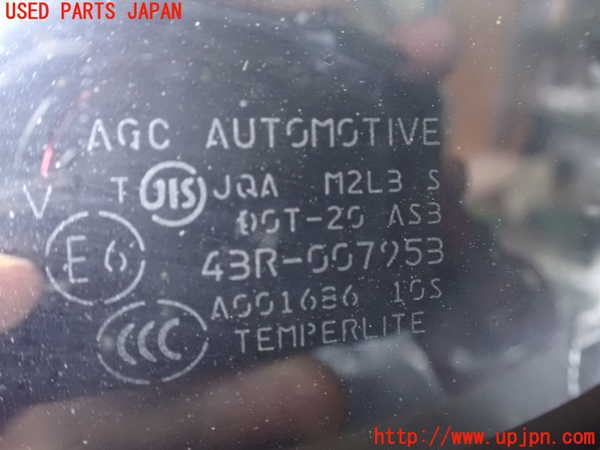 USED PARTS JAPAN
AGC AUTOMOTIVE
V T JIS JQA M2L3 S
DOT-20 AS3
E6 43R-007953
A001686 10S
CCC TEMPERLITE
http://www.upjpn.com/